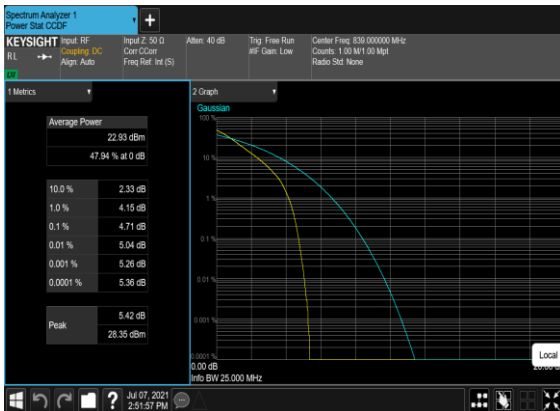 Spectrum Analyzer 1
Power Stat CCDF
KEYSIGHT
RL
Input: RF
Coupling: DC
Align: Auto
Input Z: 50 Ω
Corr CCorr
Freq Ref: Int (S)
Atten: 40 dB
Trig: Free Run
#IF Gain: Low
Center Freq: 839.000000 MHz
Counts: 1.00 M/1.00 Mpt
Radio Std: None
1 Metrics
Average Power
22.93 dBm
47.94 % at 0 dB
10.0 % 2.33 dB
1.0 % 4.15 dB
0.1 % 4.71 dB
0.01 % 5.04 dB
0.001 % 5.26 dB
0.0001 % 5.36 dB
Peak
5.42 dB
28.35 dBm
2 Graph
Gaussian
100 %
10 %
1 %
0.1 %
0.01 %
0.001 %
0.0001 %
0.00 dB
Info BW 25.000 MHz
Local
Jul 07, 2021
2:51:57 PM